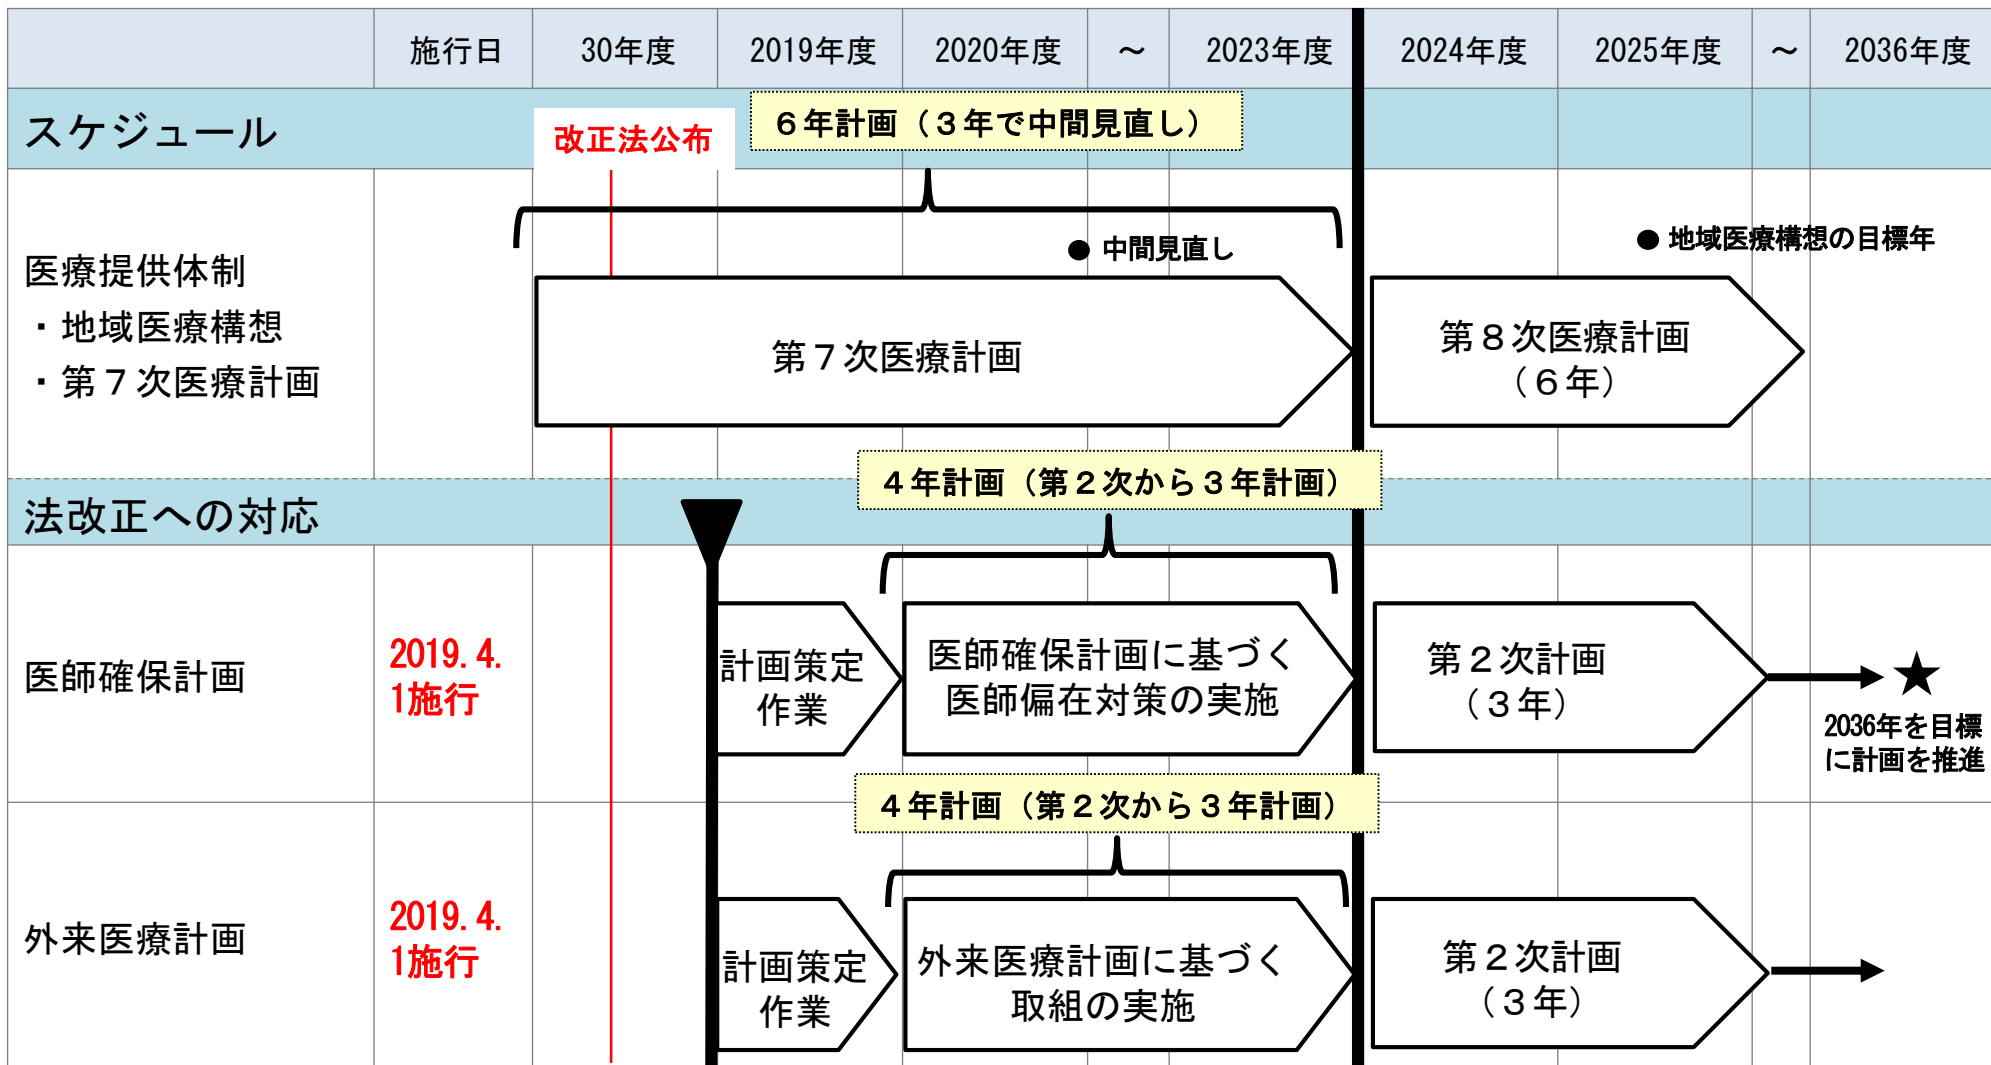 施行日 30年度 2019年度 2020年度 ～ 2023年度 2024年度 2025年度 ～ 2036年度
スケジュール
改正法公布
６年計画（３年で中間見直し）
医療提供体制
・地域医療構想
・第７次医療計画
● 中間見直し
● 地域医療構想の目標年
第７次医療計画
第８次医療計画
（６年）
法改正への対応
４年計画（第２次から３年計画）
医師確保計画
2019.4.
1施行
計画策定
作業
医師確保計画に基づく
医師偏在対策の実施
第２次計画
（３年）
★
2036年を目標
に計画を推進
４年計画（第２次から３年計画）
外来医療計画
2019.4.
1施行
計画策定
作業
外来医療計画に基づく
取組の実施
第２次計画
（３年）